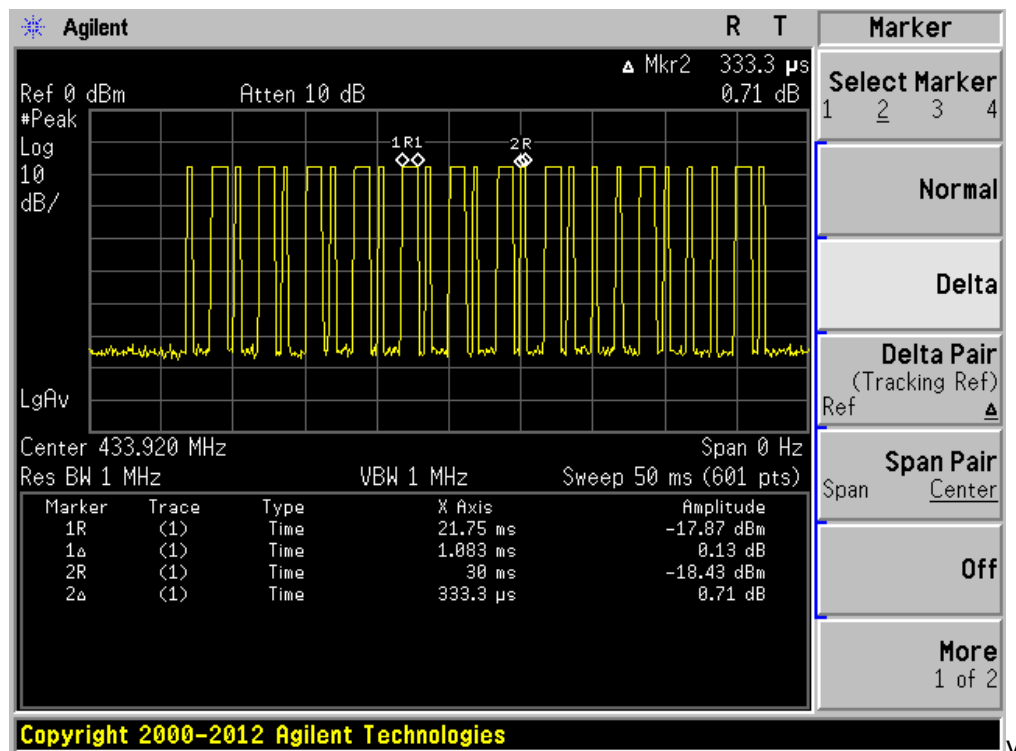 Agilent R T
Marker
Δ Mkr2 333.3 μs
Ref 0 dBm Atten 10 dB 0.71 dB
#Peak
Log
10
dB/
1R1
2R
LgAv
Center 433.920 MHz Span 0 Hz
Res BW 1 MHz VBW 1 MHz Sweep 50 ms (601 pts)
Marker Trace Type X Axis Amplitude
1R (1) Time 21.75 ms -17.87 dBm
1Δ (1) Time 1.083 ms 0.13 dB
2R (1) Time 30 ms -18.43 dBm
2Δ (1) Time 333.3 μs 0.71 dB
Select Marker
1 2 3 4
Normal
Delta
Delta Pair
(Tracking Ref)
Ref Δ
Span Pair
Span Center
Off
More
1 of 2
Copyright 2000-2012 Agilent Technologies